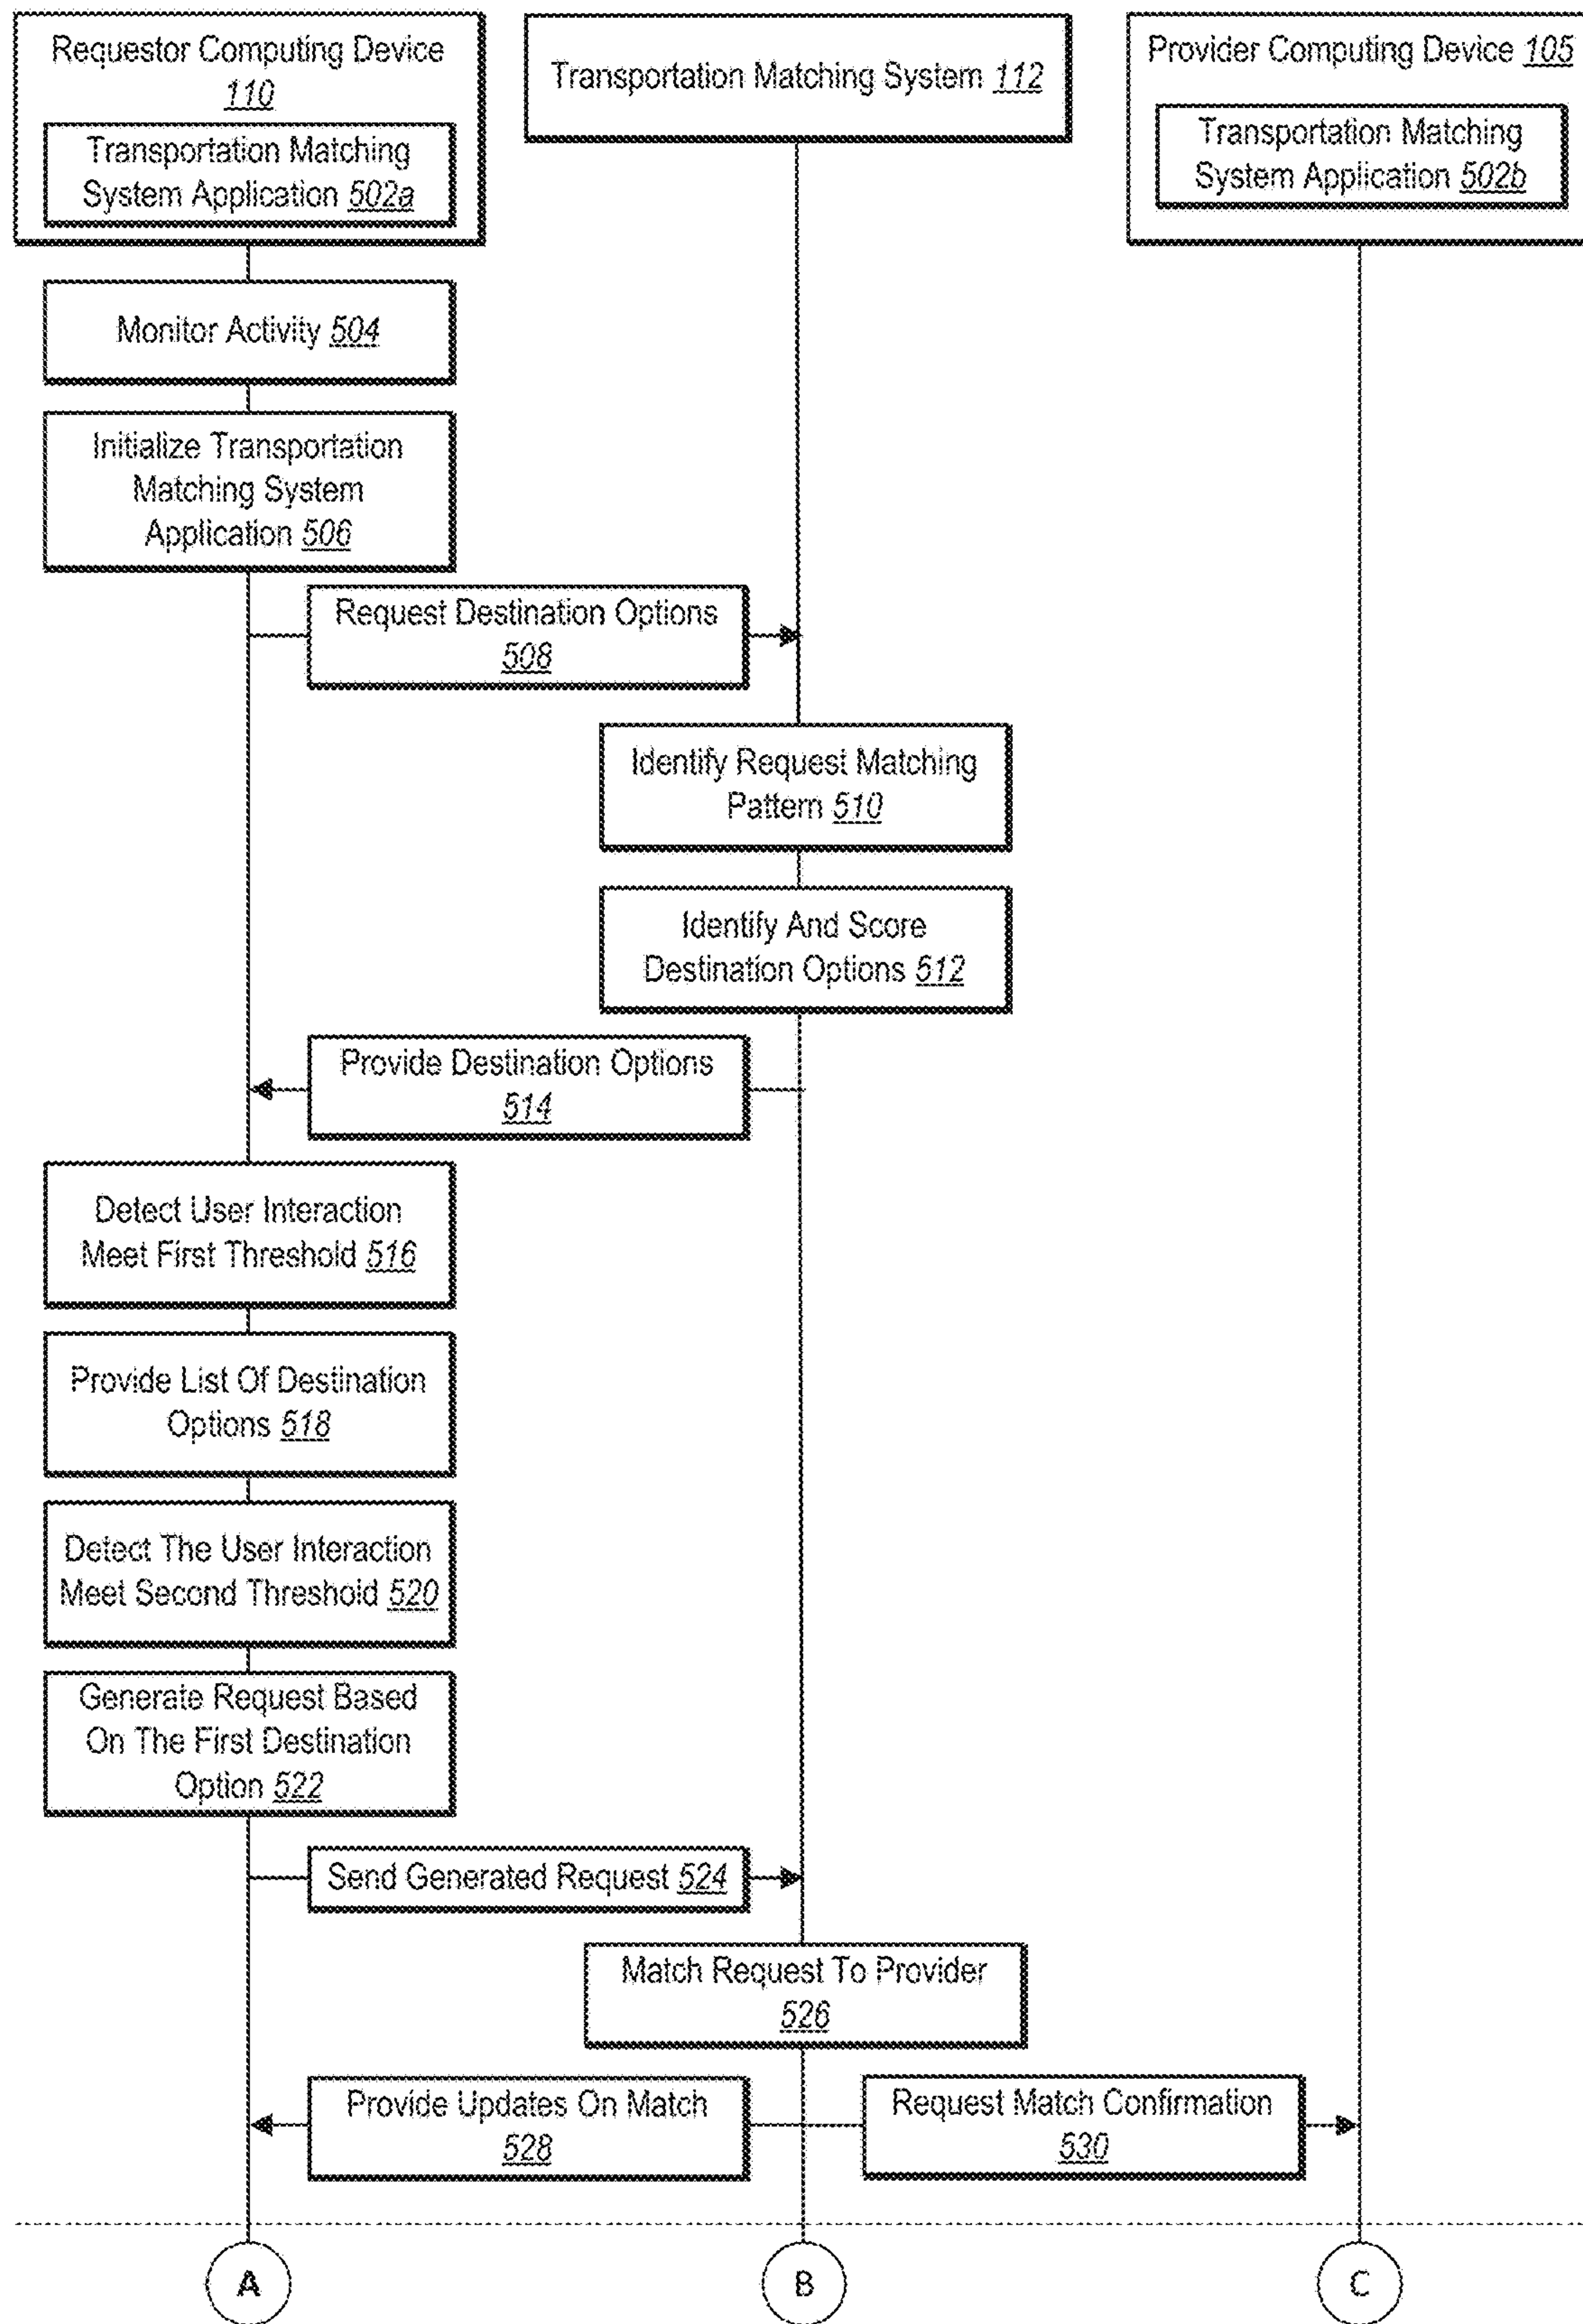 Requestor Computing Device
110
Transportation Matching
System Application 502a
Transportation Matching System 112
Provider Computing Device 105
Transportation Matching
System Application 502b
Monitor Activity 504
Initialize Transportation
Matching System
Application 506
Request Destination Options
508
Identify Request Matching
Pattern 510
Identify And Score
Destination Options 512
Provide Destination Options
514
Detect User Interaction
Meet First Threshold 516
Provide List Of Destination
Options 518
Detect The User Interaction
Meet Second Threshold 520
Generate Request Based
On The First Destination
Option 522
Send Generated Request 524
Match Request To Provider
526
Provide Updates On Match
528
Request Match Confirmation
530
A
B
C